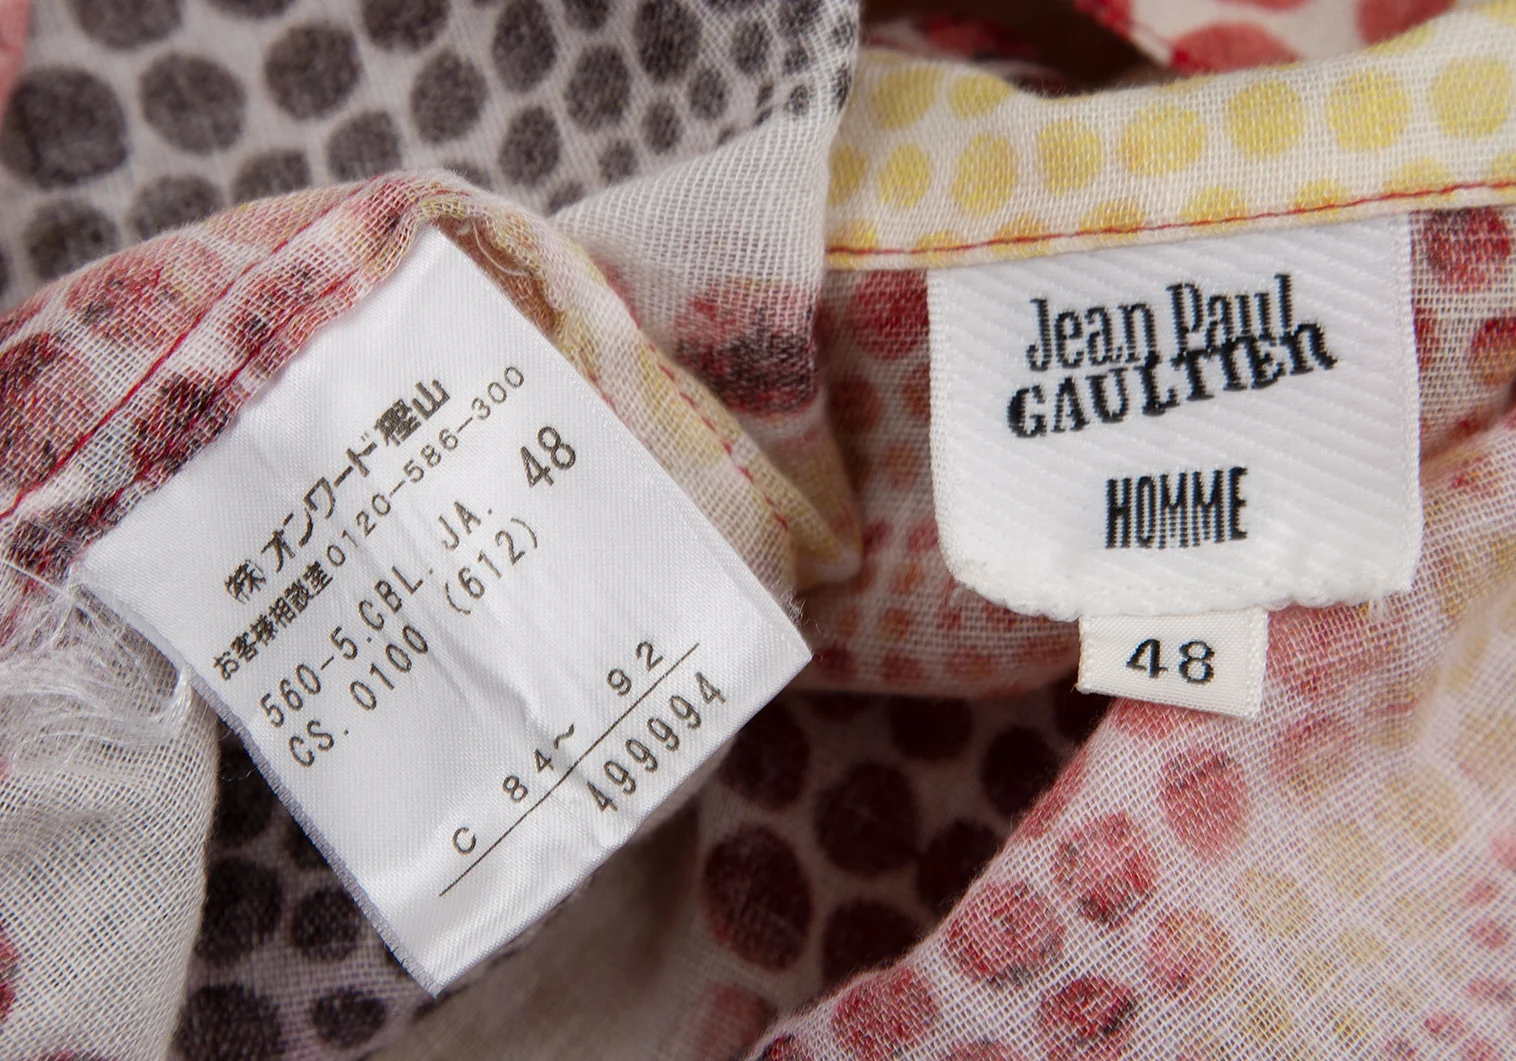 ㈱オンワード樫山
お客様相談室0120-586-300
48
560-5.CBL.JA.
CS.0100 (612)
C 84~ 92
499994
Jean Paul
GAULTIER
HOMME
48